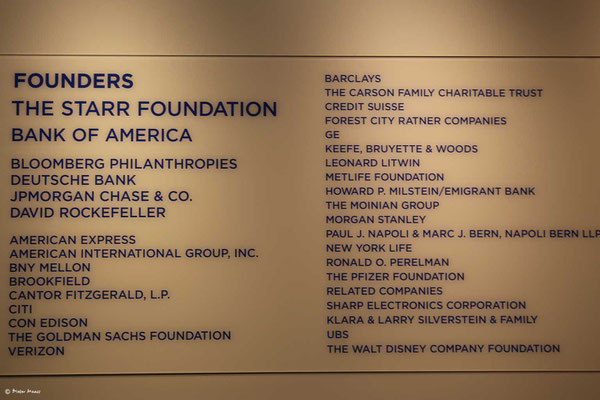 FOUNDERS
THE STARR FOUNDATION
BANK OF AMERICA
BLOOMBERG PHILANTHROPIES
DEUTSCHE BANK
JPMORGAN CHASE & CO.
DAVID ROCKEFELLER
AMERICAN EXPRESS
AMERICAN INTERNATIONAL GROUP, INC.
BNY MELLON
BROOKFIELD
CANTOR FITZGERALD, L.P.
CITI
CON EDISON
THE GOLDMAN SACHS FOUNDATION
VERIZON
BARCLAYS
THE CARSON FAMILY CHARITABLE TRUST
CREDIT SUISSE
FOREST CITY RATNER COMPANIES
GE
KEEFE, BRUYETTE & WOODS
LEONARD LITWIN
METLIFE FOUNDATION
HOWARD P. MILSTEIN/EMIGRANT BANK
THE MOINIAN GROUP
MORGAN STANLEY
PAUL J. NAPOLI & MARC J. BERN, NAPOLI BERN LLP
NEW YORK LIFE
RONALD O. PERELMAN
THE PFIZER FOUNDATION
RELATED COMPANIES
SHARP ELECTRONICS CORPORATION
KLARA & LARRY SILVERSTEIN & FAMILY
UBS
THE WALT DISNEY COMPANY FOUNDATION
©